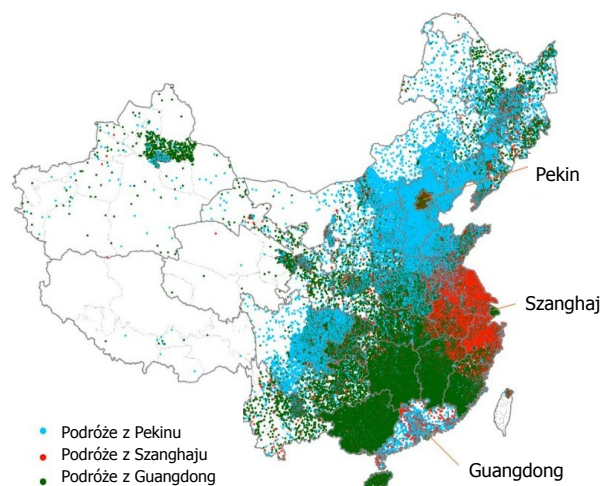 Pekin
Szanghaj
Guangdong
Podróże z Pekinu
Podróże z Szanghaju
Podróże z Guangdong